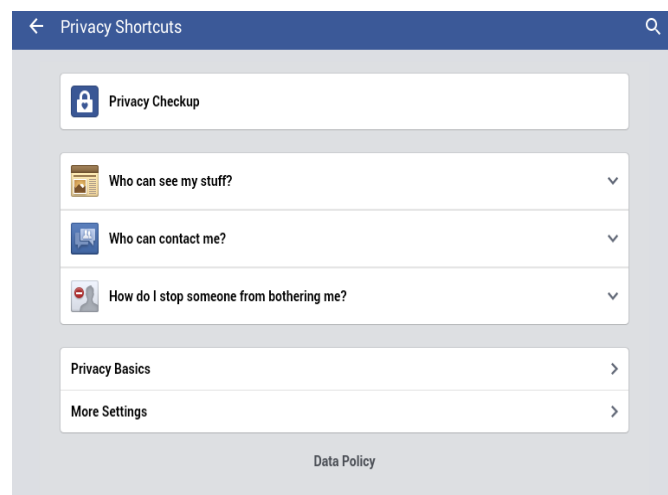 Privacy Shortcuts
Privacy Checkup
Who can see my stuff?
Who can contact me?
How do I stop someone from bothering me?
Privacy Basics
More Settings
Data Policy